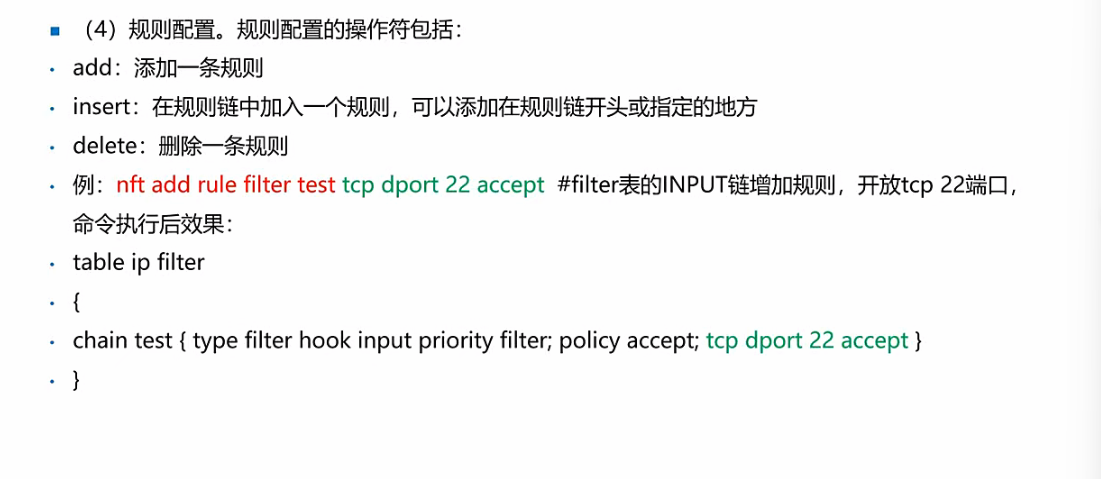 （4）规则配置。规则配置的操作符包括：
add：添加一条规则
insert：在规则链中加入一个规则，可以添加在规则链开头或指定的地方
delete：删除一条规则
例：nft add rule filter test tcp dport 22 accept #filter表的INPUT链增加规则，开放tcp 22端口，
命令执行后效果：
table ip filter
{
chain test { type filter hook input priority filter; policy accept; tcp dport 22 accept }
}